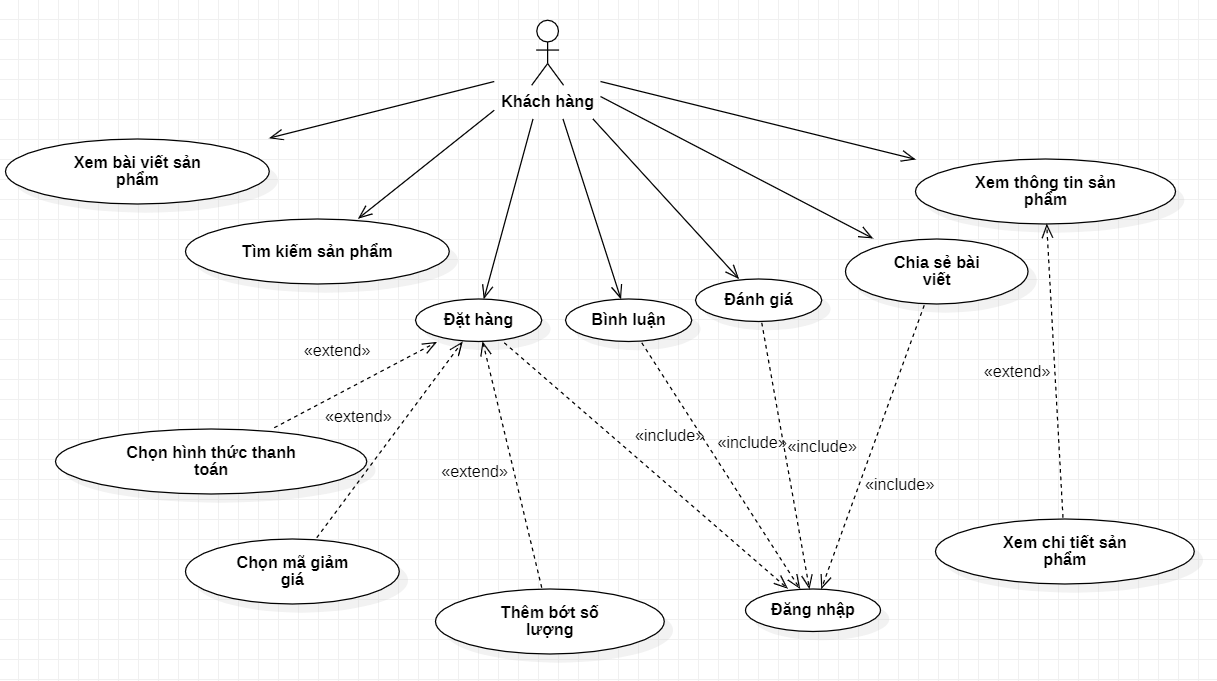 Khách hàng
Xem bài viết sản
phẩm
Xem thông tin sản
phẩm
Tìm kiếm sản phẩm
Chia sẻ bài
viết
Đặt hàng
Bình luận
Đánh giá
«extend»
«extend»
«extend»
«include»
«include»
«include»
«extend»
«include»
Chọn hình thức thanh
toán
Chọn mã giảm
giá
Xem chi tiết sản
phẩm
Thêm bớt số
lượng
Đăng nhập